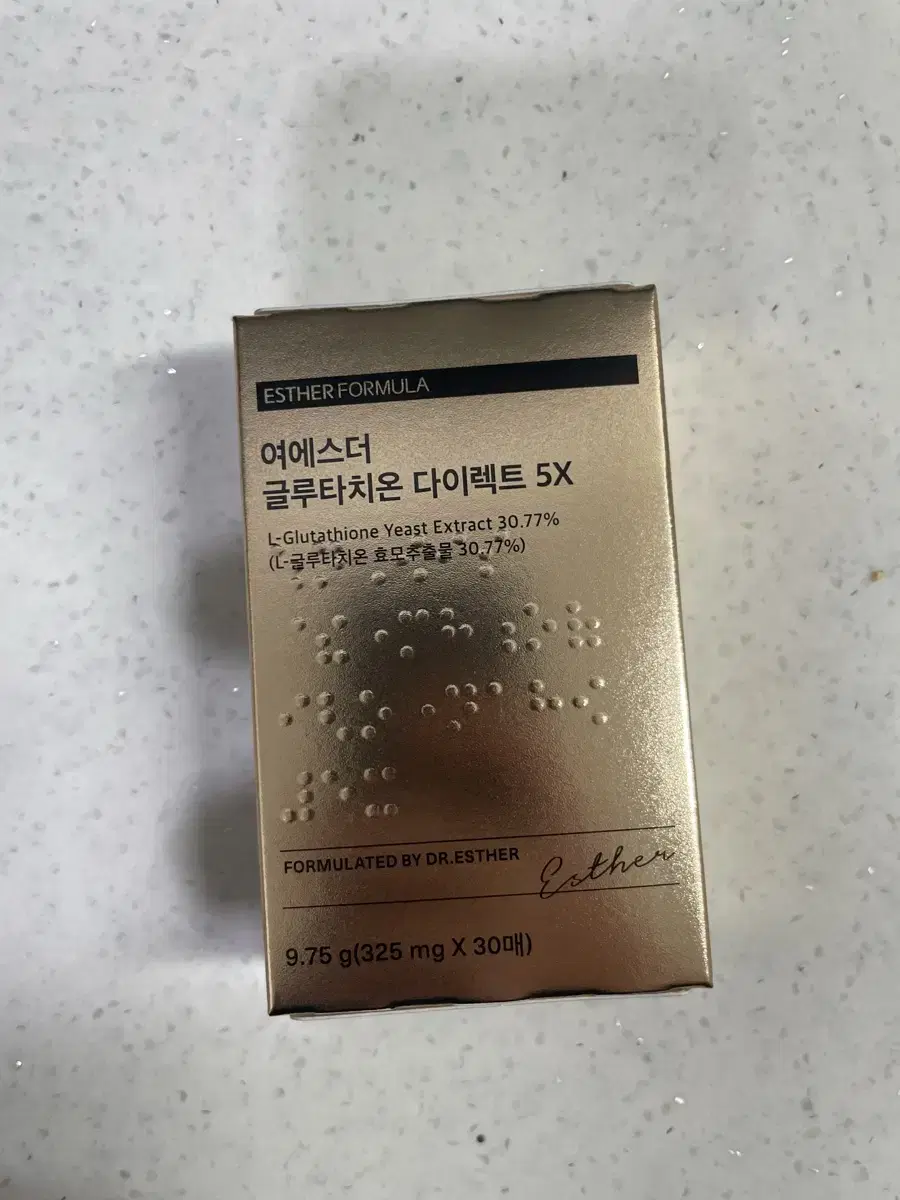 ESTHER FORMULA
여에스더
글루타치온 다이렉트 5X
L-Glutathione Yeast Extract 30.77%
(L-글루타치온 효모추출물 30.77%)
FORMULATED BY DR.ESTHER
Esther
9.75 g(325 mg X 30매)